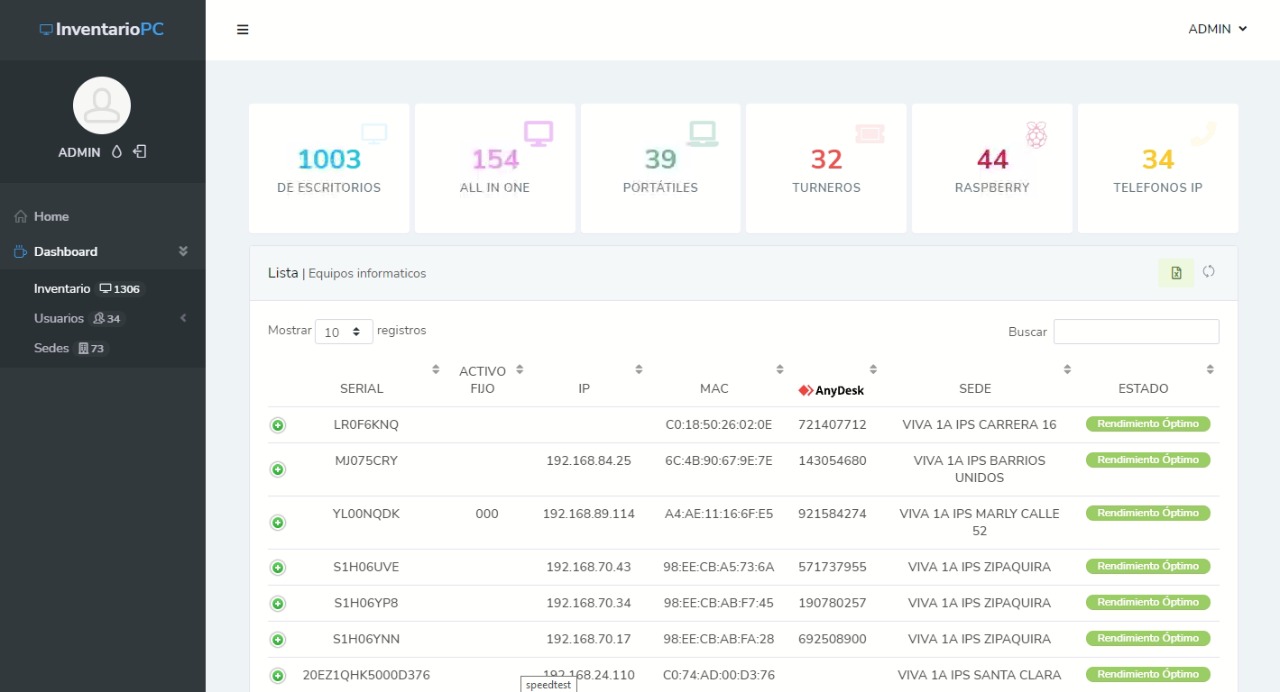 InventarioPC
ADMIN
ADMIN
Home
Dashboard
Inventario 1306
Usuarios 34
Sedes 73
1003
DE ESCRITORIOS
154
ALL IN ONE
39
PORTÁTILES
32
TURNEROS
44
RASPBERRY
34
TELEFONOS IP
Lista | Equipos informaticos
Mostrar 10 registros
Buscar
SERIAL ACTIVO FIJO IP MAC AnyDesk SEDE ESTADO
LR0F6KNQ C0:18:50:26:02:0E 721407712 VIVA 1A IPS CARRERA 16 Rendimiento Óptimo
MJ075CRY 192.168.84.25 6C:4B:90:67:9E:7E 143054680 VIVA 1A IPS BARRIOS UNIDOS Rendimiento Óptimo
YL00NQDK 000 192.168.89.114 A4:AE:11:16:6F:E5 921584274 VIVA 1A IPS MARLY CALLE 52 Rendimiento Óptimo
S1H06UVE 192.168.70.43 98:EE:CB:A5:73:6A 571737955 VIVA 1A IPS ZIPAQUIRA Rendimiento Óptimo
S1H06YP8 192.168.70.34 98:EE:CB:AB:F7:45 190780257 VIVA 1A IPS ZIPAQUIRA Rendimiento Óptimo
S1H06YNN 192.168.70.17 98:EE:CB:AB:FA:28 692508900 VIVA 1A IPS ZIPAQUIRA Rendimiento Óptimo
20EZ1QHK5000D376 192.168.24.110 C0:74:AD:00:D3:76 VIVA 1A IPS SANTA CLARA Rendimiento Óptimo
speedtest